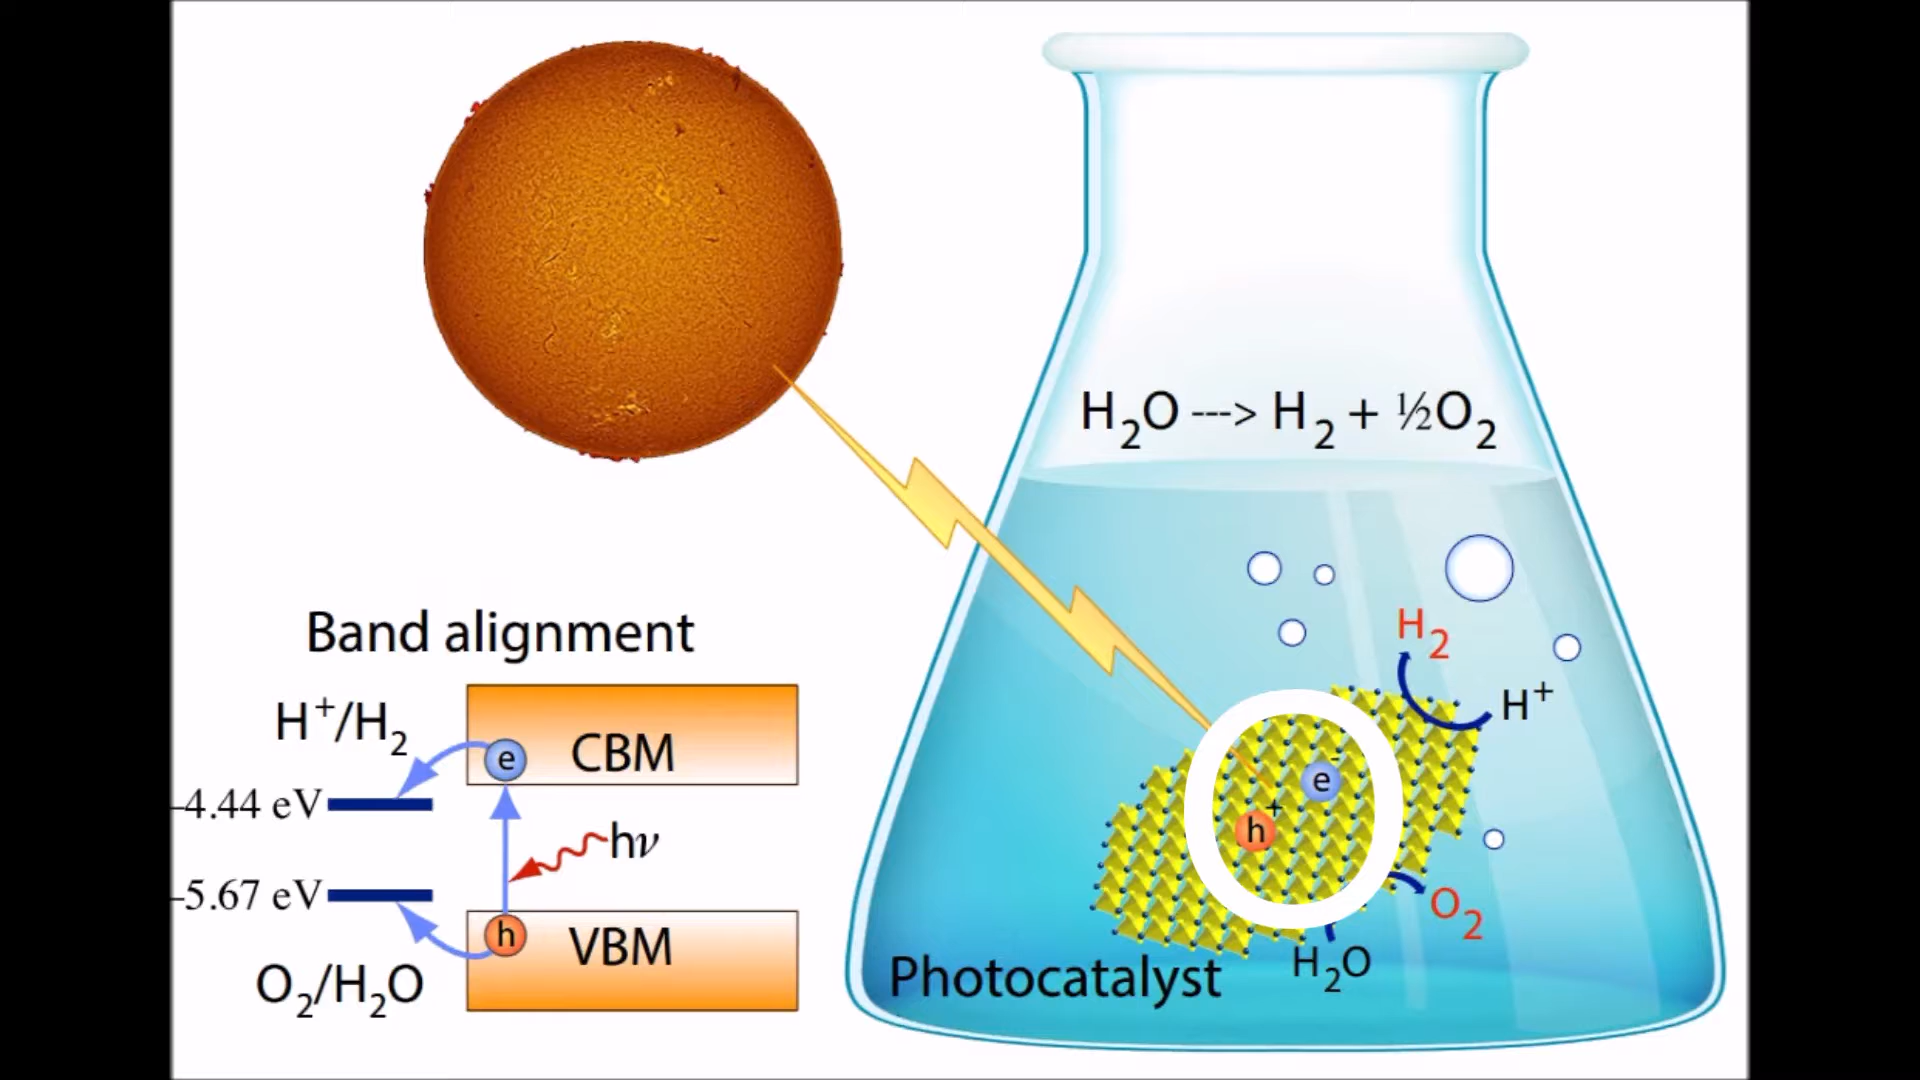 H₂O ---> H₂ + ½O₂
Band alignment
H⁺/H₂
e
CBM
-4.44 eV
hν
-5.67 eV
h
VBM
O₂/H₂O
H₂
H⁺
e⁻
h⁺
O₂
H₂O
Photocatalyst